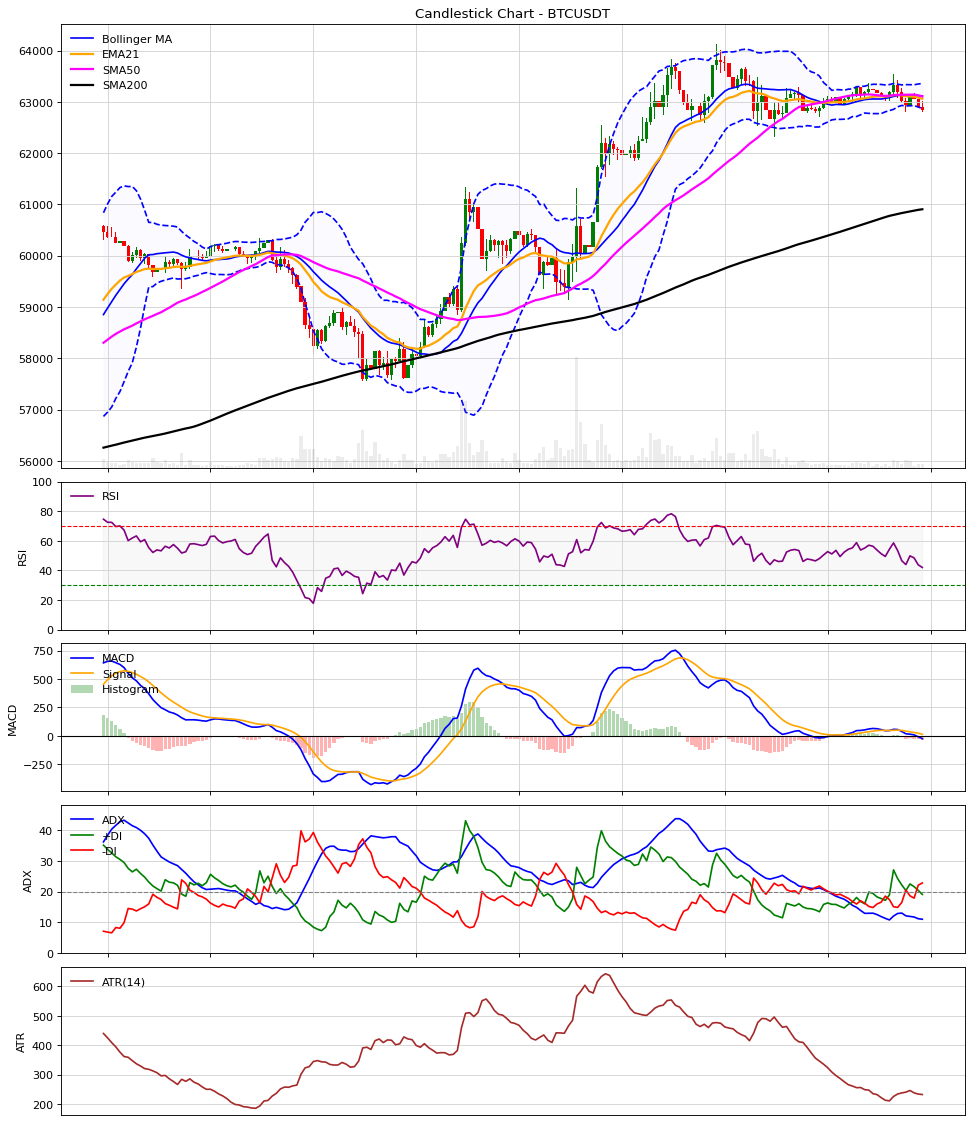 Candlestick Chart - BTCUSDT
Bollinger MA
EMA21
SMA50
SMA200
64000
63000
62000
61000
60000
59000
58000
57000
56000
RSI
RSI
100
80
60
40
20
0
MACD
Signal
Histogram
MACD
750
500
250
0
−250
ADX
+DI
-DI
ADX
40
30
20
10
0
ATR(14)
ATR
600
500
400
300
200